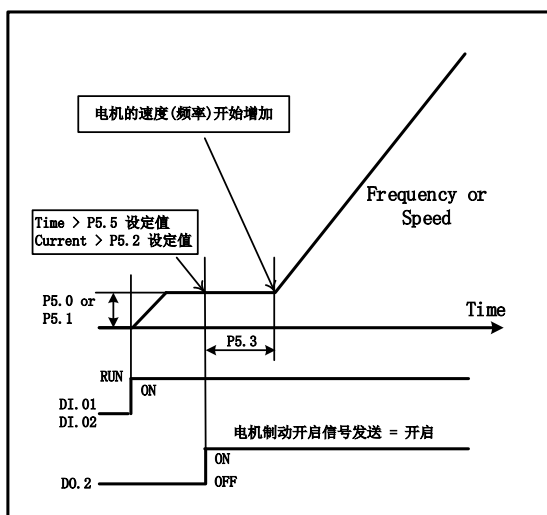 电机的速度(频率)开始增加
Frequency or
Speed
Time > P5.5 设定值
Current > P5.2 设定值
P5.0 or
P5.1
Time
P5.3
RUN
ON
DI.01
DI.02
电机制动开启信号发送 = 开启
ON
OFF
DO.2